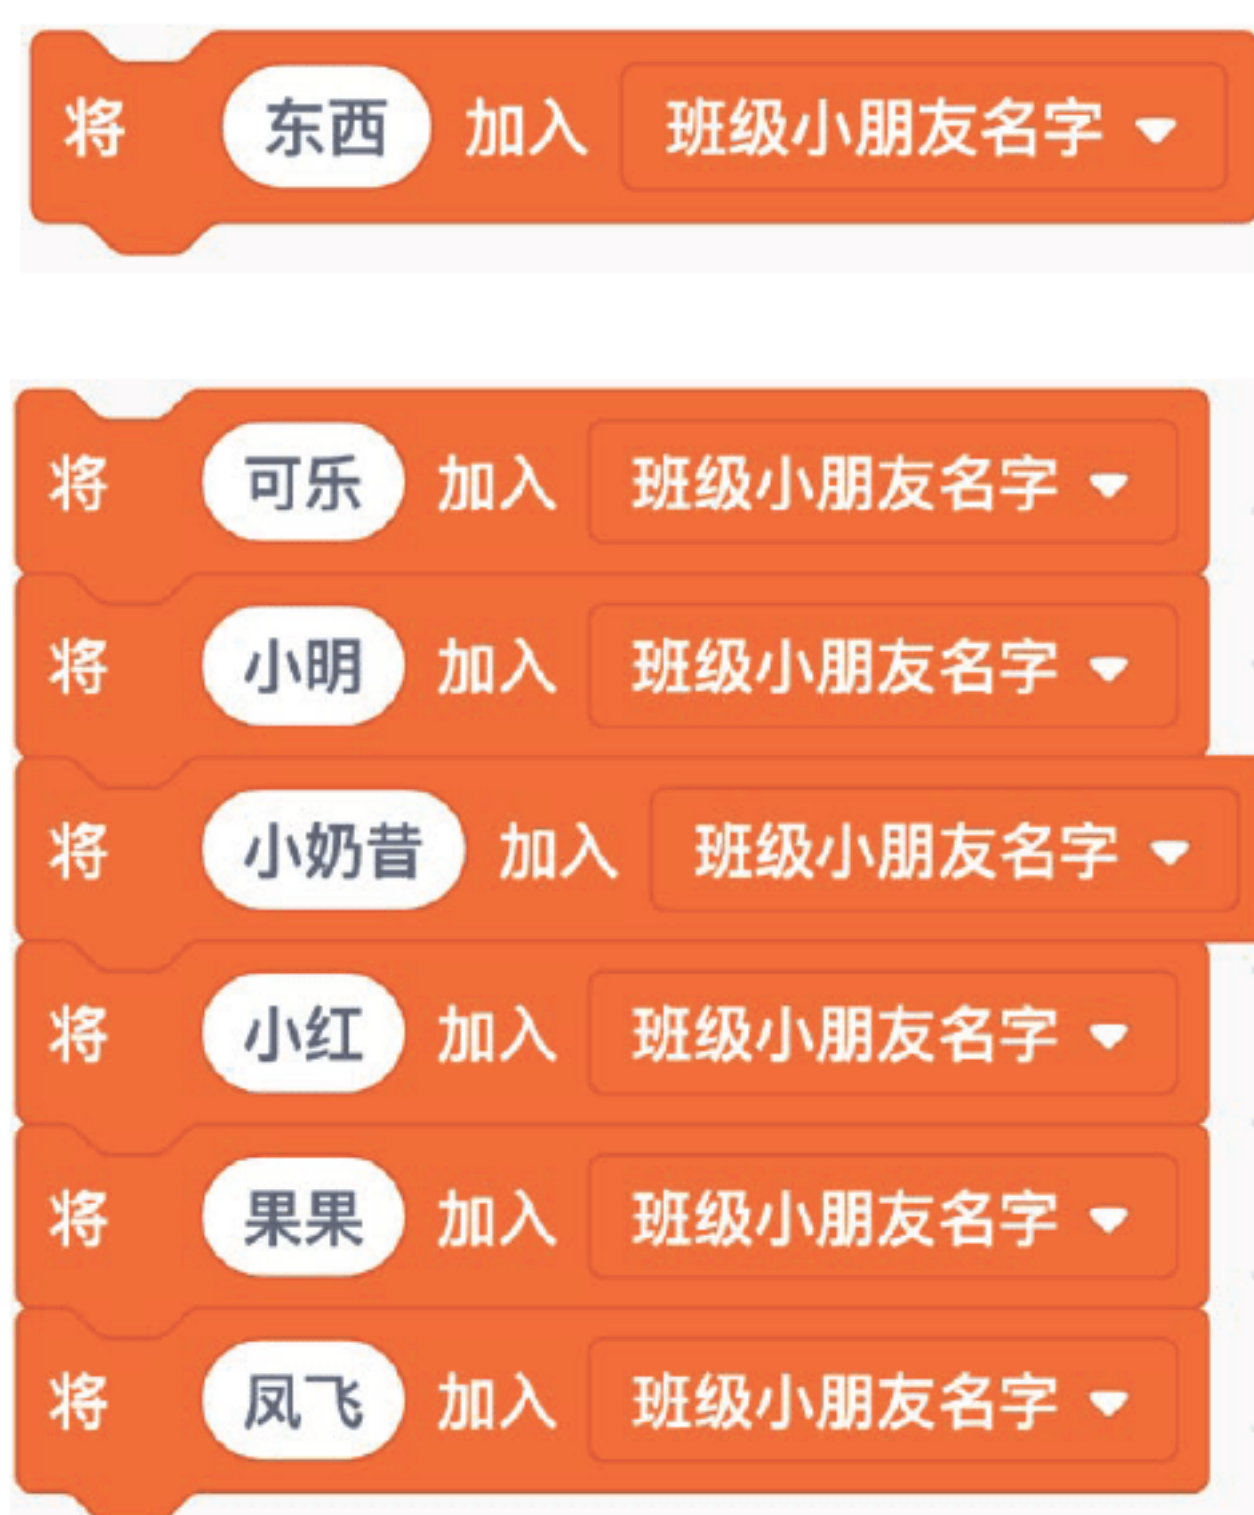 将 东西 加入 班级小朋友名字
将 可乐 加入 班级小朋友名字
将 小明 加入 班级小朋友名字
将 小奶昔 加入 班级小朋友名字
将 小红 加入 班级小朋友名字
将 果果 加入 班级小朋友名字
将 凤飞 加入 班级小朋友名字